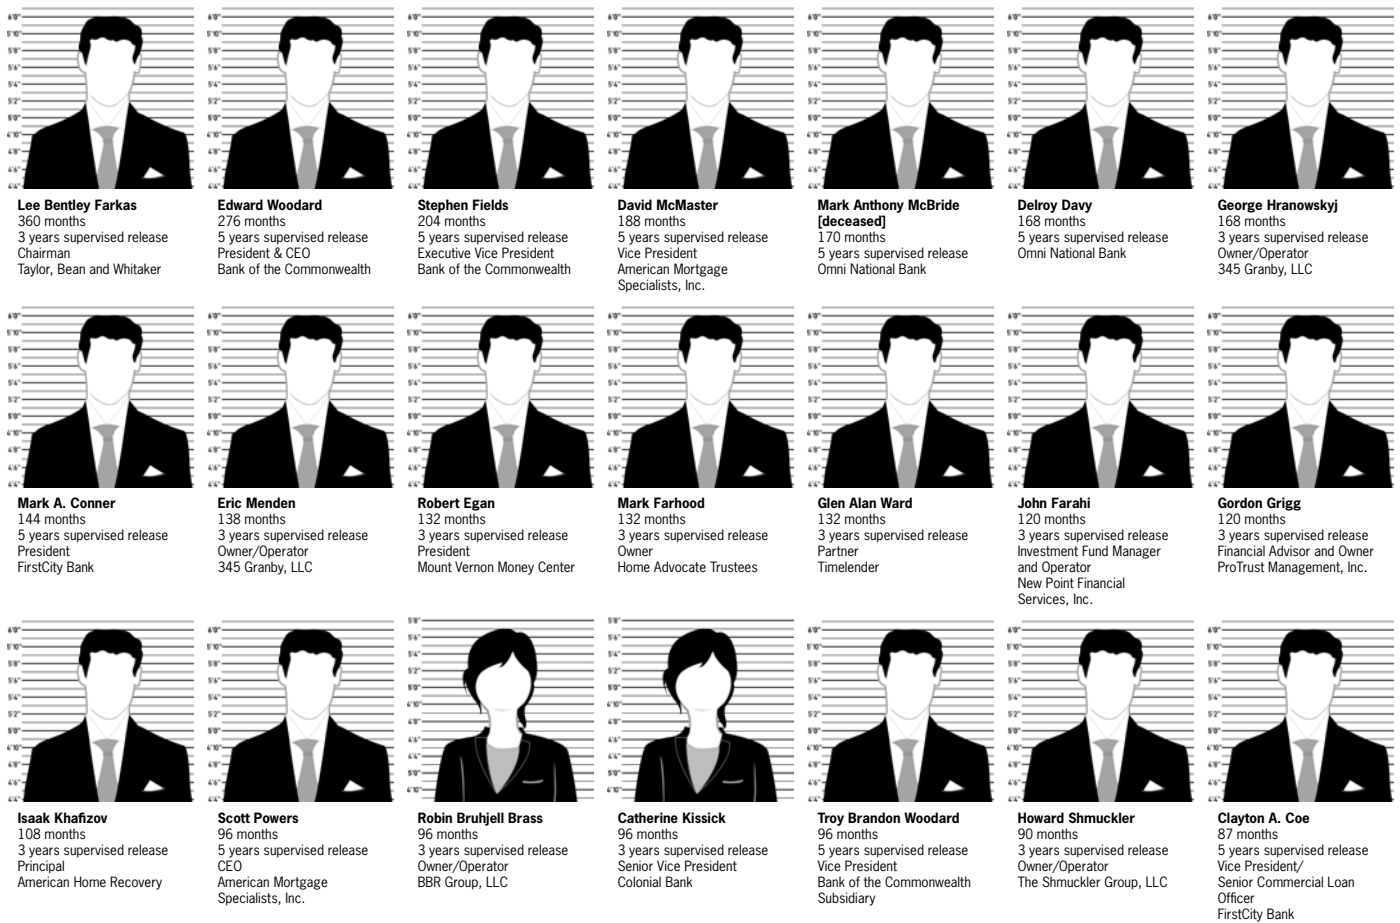 Lee Bentley Farkas
360 months
3 years supervised release
Chairman
Taylor, Bean and Whitaker
Edward Woodard
276 months
5 years supervised release
President & CEO
Bank of the Commonwealth
Stephen Fields
204 months
5 years supervised release
Executive Vice President
Bank of the Commonwealth
David McMaster
188 months
5 years supervised release
Vice President
American Mortgage
Specialists, Inc.
Mark Anthony McBride
[deceased]
170 months
5 years supervised release
Omni National Bank
Delroy Davy
168 months
5 years supervised release
Omni National Bank
George Hranowskyj
168 months
3 years supervised release
Owner/Operator
345 Granby, LLC
Mark A. Conner
144 months
5 years supervised release
President
FirstCity Bank
Eric Menden
138 months
3 years supervised release
Owner/Operator
345 Granby, LLC
Robert Egan
132 months
3 years supervised release
President
Mount Vernon Money Center
Mark Farhood
132 months
3 years supervised release
Owner
Home Advocate Trustees
Glen Alan Ward
132 months
3 years supervised release
Partner
Timelender
John Farahi
120 months
3 years supervised release
Investment Fund Manager
and Operator
New Point Financial
Services, Inc.
Gordon Grigg
120 months
3 years supervised release
Financial Advisor and Owner
ProTrust Management, Inc.
Isaak Khafizov
108 months
3 years supervised release
Principal
American Home Recovery
Scott Powers
96 months
5 years supervised release
CEO
American Mortgage
Specialists, Inc.
Robin Bruhjell Brass
96 months
3 years supervised release
Owner/Operator
BBR Group, LLC
Catherine Kissick
96 months
3 years supervised release
Senior Vice President
Colonial Bank
Troy Brandon Woodard
96 months
5 years supervised release
Vice President
Bank of the Commonwealth
Subsidiary
Howard Shmuckler
90 months
3 years supervised release
Owner/Operator
The Shmuckler Group, LLC
Clayton A. Coe
87 months
5 years supervised release
Vice President/
Senior Commercial Loan
Officer
FirstCity Bank